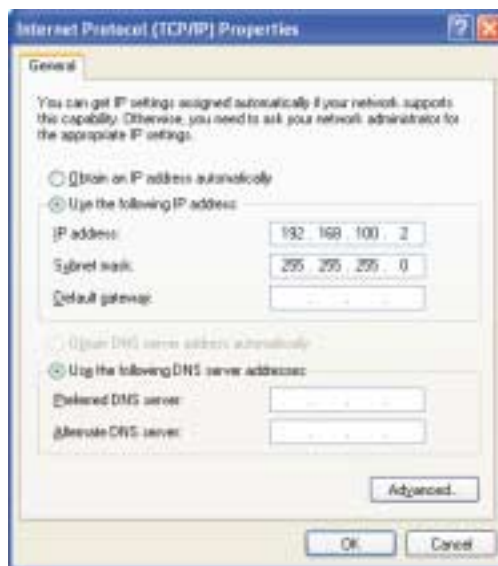 Internet Protocol (TCP/IP) Properties
General
You can get IP settings assigned automatically if your network supports
this capability. Otherwise, you need to ask your network administrator for
the appropriate IP settings.
Obtain an IP address automatically
Use the following IP address:
IP address: 192 . 168 . 100 . 2
Subnet mask: 255 . 255 . 255 . 0
Default gateway:
Obtain DNS server address automatically
Use the following DNS server addresses:
Preferred DNS server:
Alternate DNS server:
Advanced...
OK Cancel